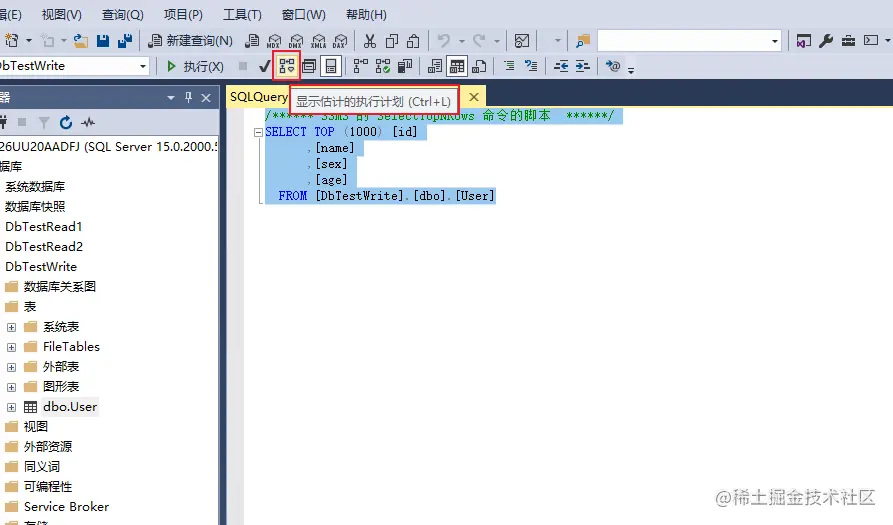 辑(E) 视图(V) 查询(Q) 项目(P) 工具(T) 窗口(W) 帮助(H)
新建查询(N) MDX DMX XMLA DAX
DbTestWrite 执行(X)
器
SQLQuery
显示估计的执行计划 (Ctrl+L)
26UU20AADFJ (SQL Server 15.0.2000.5
据库
系统数据库
数据库快照
DbTestRead1
DbTestRead2
DbTestWrite
数据库关系图
表
系统表
FileTables
外部表
图形表
dbo.User
视图
外部资源
同义词
可编程性
Service Broker
存储
/****** SSMS 的 SelectTopNRows 命令的脚本 ******/
SELECT TOP (1000) [id]
,[name]
,[sex]
,[age]
FROM [DbTestWrite].[dbo].[User]
@稀土掘金技术社区